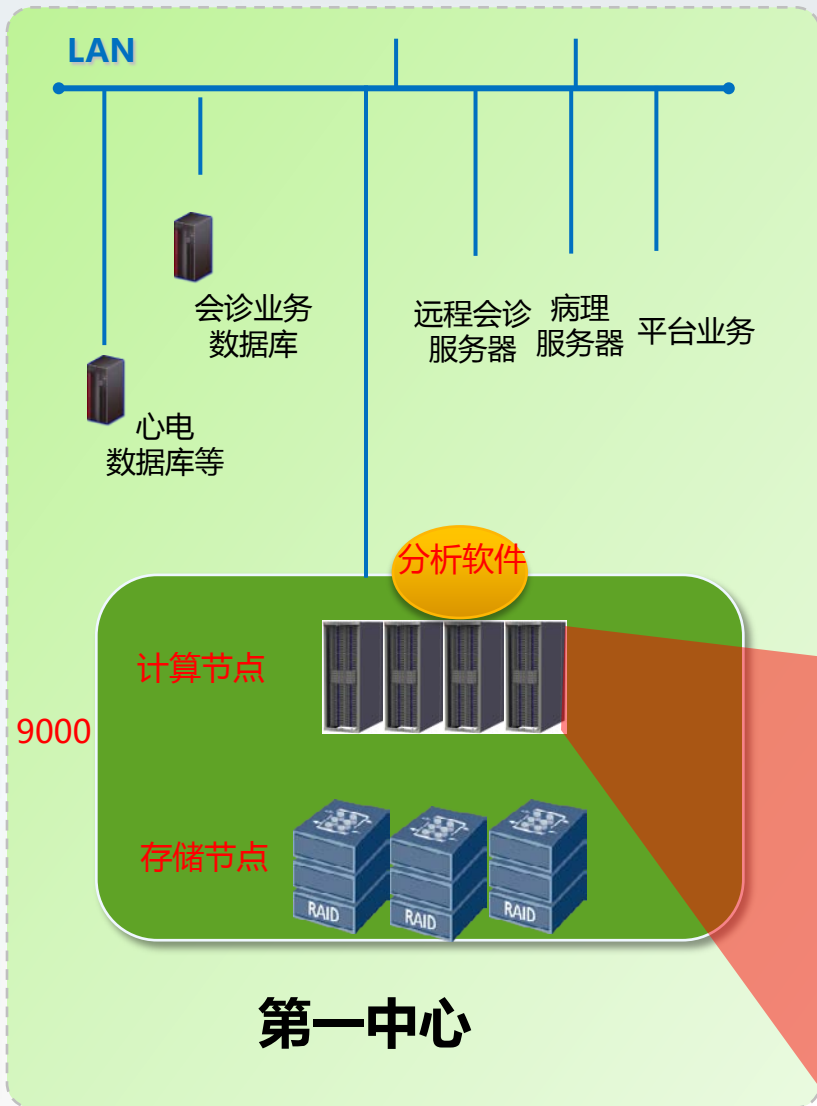 LAN
会诊业务
数据库
远程会诊
服务器
病理
服务器
平台业务
心电
数据库等
分析软件
计算节点
9000
存储节点
RAID
RAID
RAID
第一中心